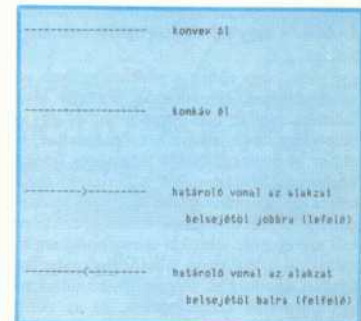 konvex él
konkáv él
határoló vonal az alakzat
belsejétől jobbra (lefelé)
határoló vonal az alakzat
belsejétől balra (felfelé)